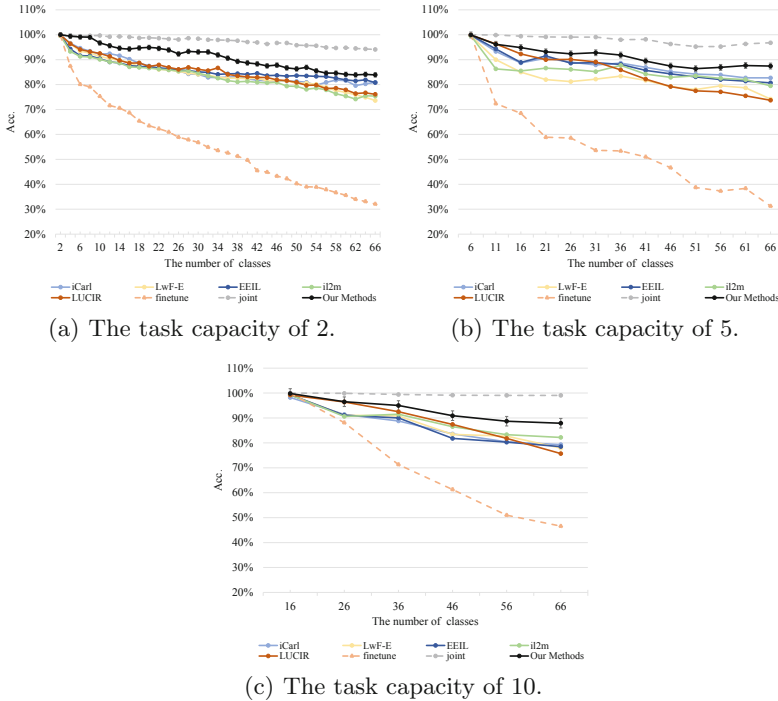 110%
100%
90%
80%
70%
60%
50%
40%
30%
20%
Acc.
2 6 10 14 18 22 26 30 34 38 42 46 50 54 58 62 66
The number of classes
iCarl LwF-E EEIL il2m
LUCIR finetune joint Our Methods
(a) The task capacity of 2.
110%
100%
90%
80%
70%
60%
50%
40%
30%
20%
Acc.
6 11 16 21 26 31 36 41 46 51 56 61 66
The number of classes
iCarl LwF-E EEIL il2m
LUCIR finetune joint Our Methods
(b) The task capacity of 5.
110%
100%
90%
80%
70%
60%
50%
40%
30%
20%
Acc.
16 26 36 46 56 66
The number of classes
iCarl LwF-E EEIL il2m
LUCIR finetune joint Our Methods
(c) The task capacity of 10.